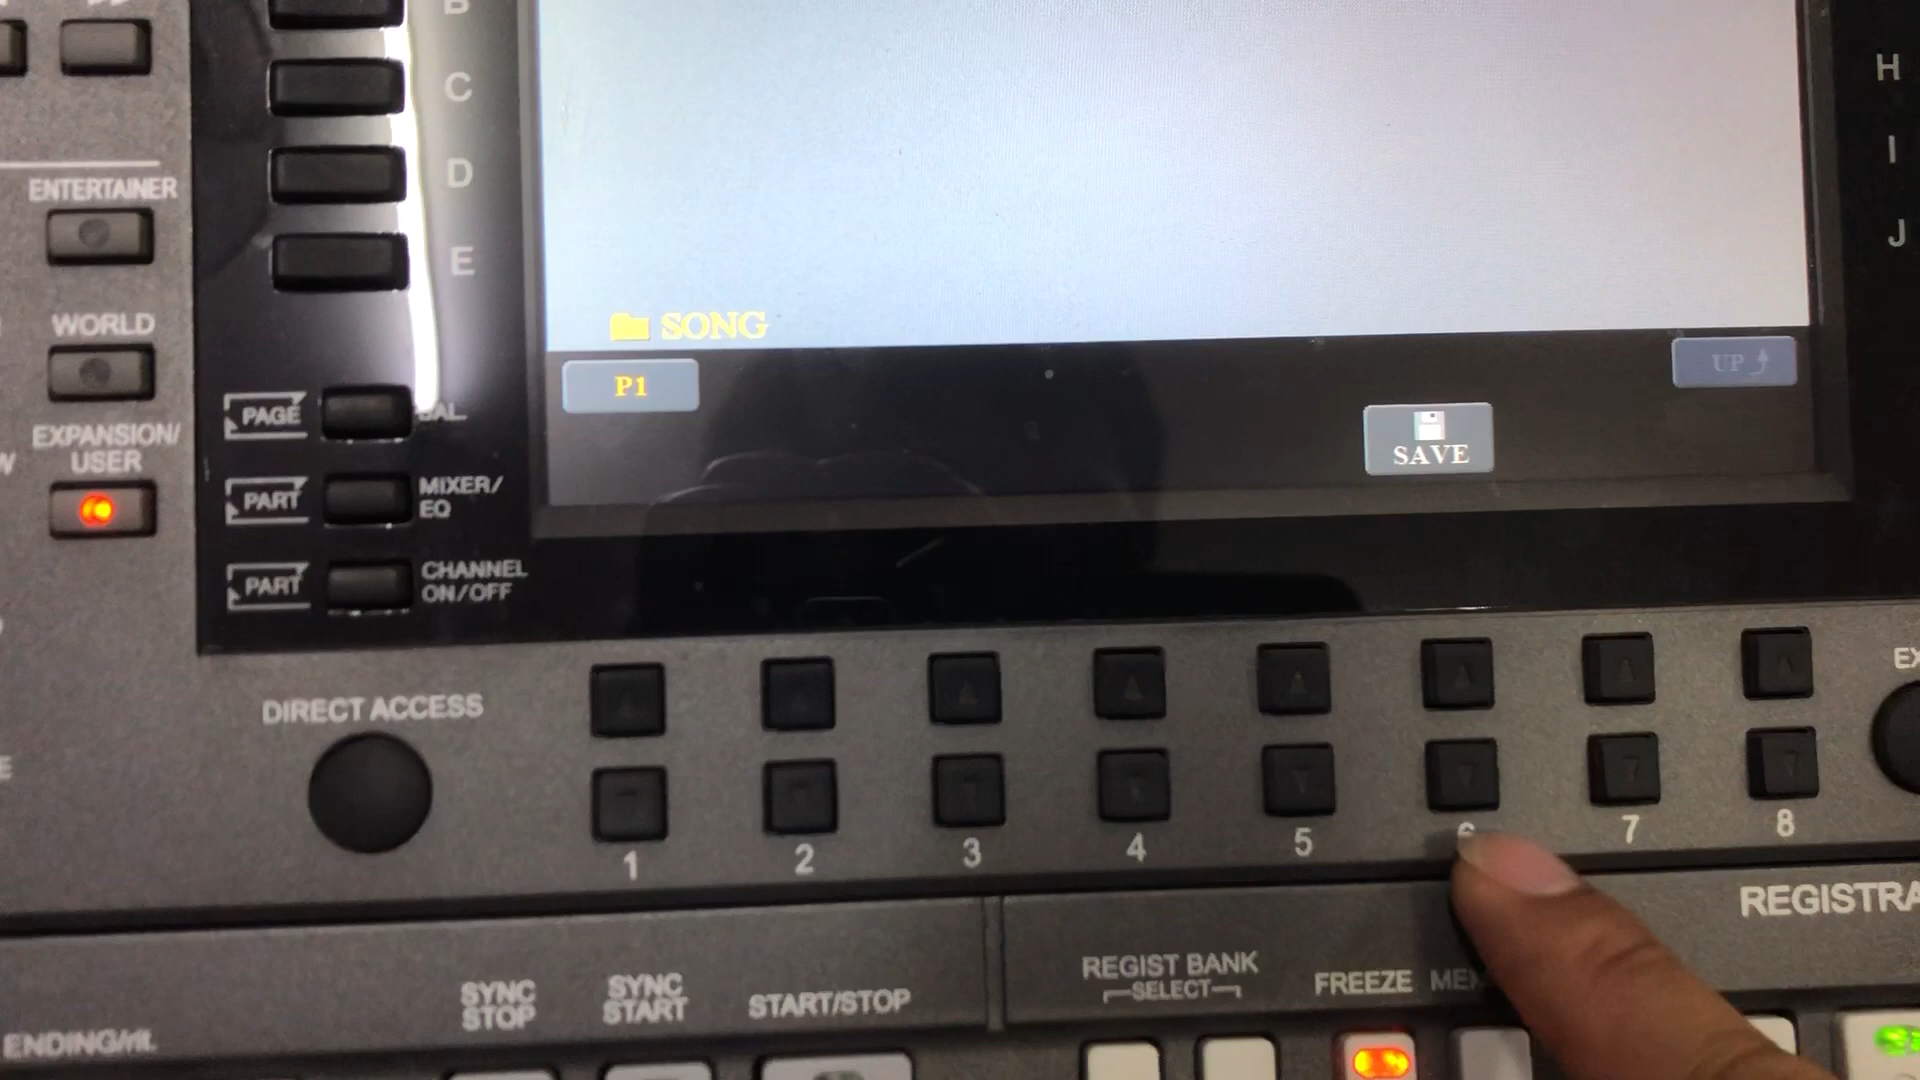 B
C
D
E
H
I
J
ENTERTAINER
WORLD
EXPANSION/
USER
PAGE
BAL.
PART
MIXER/
EQ
PART
CHANNEL
ON/OFF
SONG
P1
UP
SAVE
DIRECT ACCESS
1
2
3
4
5
6
7
8
REGIST BANK
SELECT
FREEZE
SYNC
STOP
SYNC
START
START/STOP
ENDING/rit.